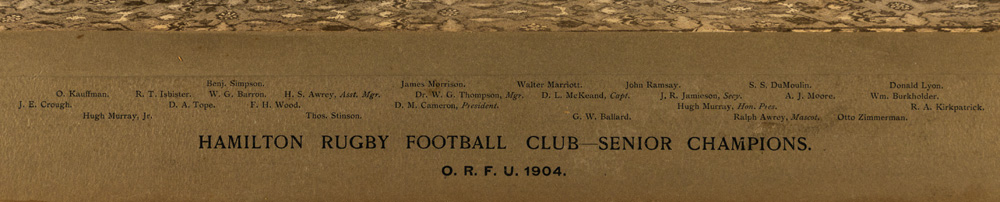 Benj. Simpson. James Morrison. Walter Marriott. John Ramsay. S. S. DuMoulin. Donald Lyon.
O. Kauffman. R. T. Isbister. W. G. Barron. H. S. Awrey, Asst. Mgr. Dr. W. G. Thompson, Mgr. D. L. McKeand, Capt. J. R. Jamieson, Secy. A. J. Moore. Wm. Burkholder.
J. E. Crough. D. A. Tope. F. H. Wood. D. M. Cameron, President. Hugh Murray, Hon. Pres. R. A. Kirkpatrick.
Hugh Murray, Jr. Thos. Stinson. G. W. Ballard. Ralph Awrey, Mascot. Otto Zimmerman.
HAMILTON RUGBY FOOTBALL CLUB—SENIOR CHAMPIONS.
O. R. F. U. 1904.